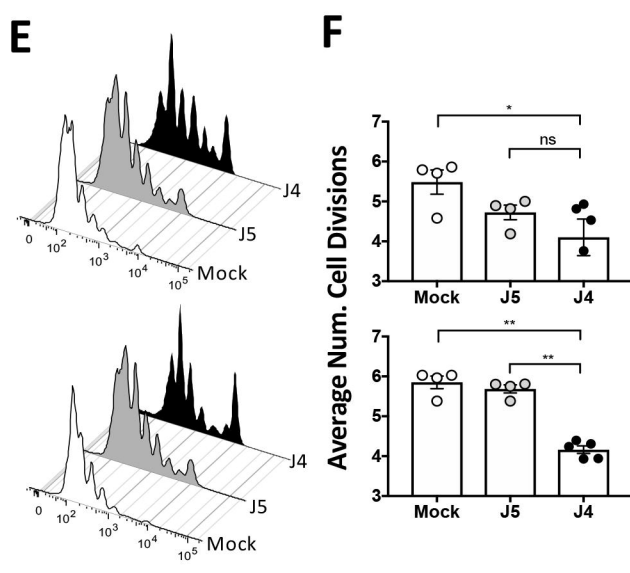 E
J4
J5
Mock
0 10² 10³ 10⁴ 10⁵
J4
J5
Mock
0 10² 10³ 10⁴ 10⁵
F
Average Num. Cell Divisions
7
6
5
4
3
*
ns
Mock J5 J4
7
6
5
4
3
**
**
Mock J5 J4